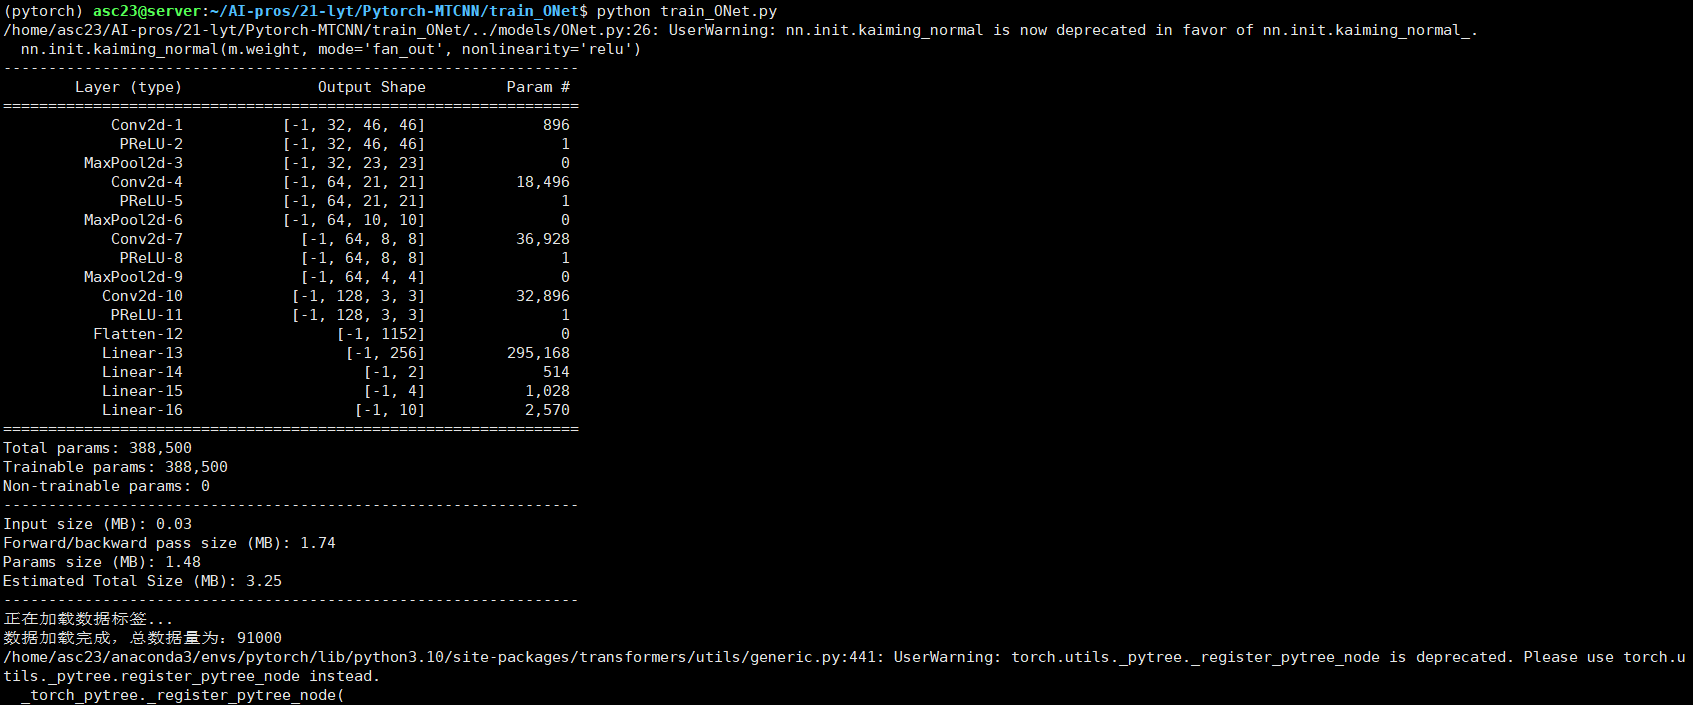 (pytorch) asc23@server:~/AI-pros/21-lyt/Pytorch-MTCNN/train_ONet$ python train_ONet.py
/home/asc23/AI-pros/21-lyt/Pytorch-MTCNN/train_ONet/../models/ONet.py:26: UserWarning: nn.init.kaiming_normal is now deprecated in favor of nn.init.kaiming_normal_.
  nn.init.kaiming_normal(m.weight, mode='fan_out', nonlinearity='relu')
----------------------------------------------------------------
        Layer (type)               Output Shape         Param #
================================================================
            Conv2d-1           [-1, 32, 46, 46]             896
             PReLU-2           [-1, 32, 46, 46]               1
         MaxPool2d-3           [-1, 32, 23, 23]               0
            Conv2d-4           [-1, 64, 21, 21]          18,496
             PReLU-5           [-1, 64, 21, 21]               1
         MaxPool2d-6           [-1, 64, 10, 10]               0
            Conv2d-7             [-1, 64, 8, 8]          36,928
             PReLU-8             [-1, 64, 8, 8]               1
         MaxPool2d-9             [-1, 64, 4, 4]               0
           Conv2d-10            [-1, 128, 3, 3]          32,896
            PReLU-11            [-1, 128, 3, 3]               1
          Flatten-12                 [-1, 1152]               0
           Linear-13                  [-1, 256]         295,168
           Linear-14                    [-1, 2]             514
           Linear-15                    [-1, 4]           1,028
           Linear-16                   [-1, 10]           2,570
================================================================
Total params: 388,500
Trainable params: 388,500
Non-trainable params: 0
----------------------------------------------------------------
Input size (MB): 0.03
Forward/backward pass size (MB): 1.74
Params size (MB): 1.48
Estimated Total Size (MB): 3.25
----------------------------------------------------------------
正在加载数据标签...
数据加载完成，总数据量为：91000
/home/asc23/anaconda3/envs/pytorch/lib/python3.10/site-packages/transformers/utils/generic.py:441: UserWarning: torch.utils._pytree._register_pytree_node is deprecated. Please use torch.u
tils._pytree.register_pytree_node instead.
  _torch_pytree._register_pytree_node(